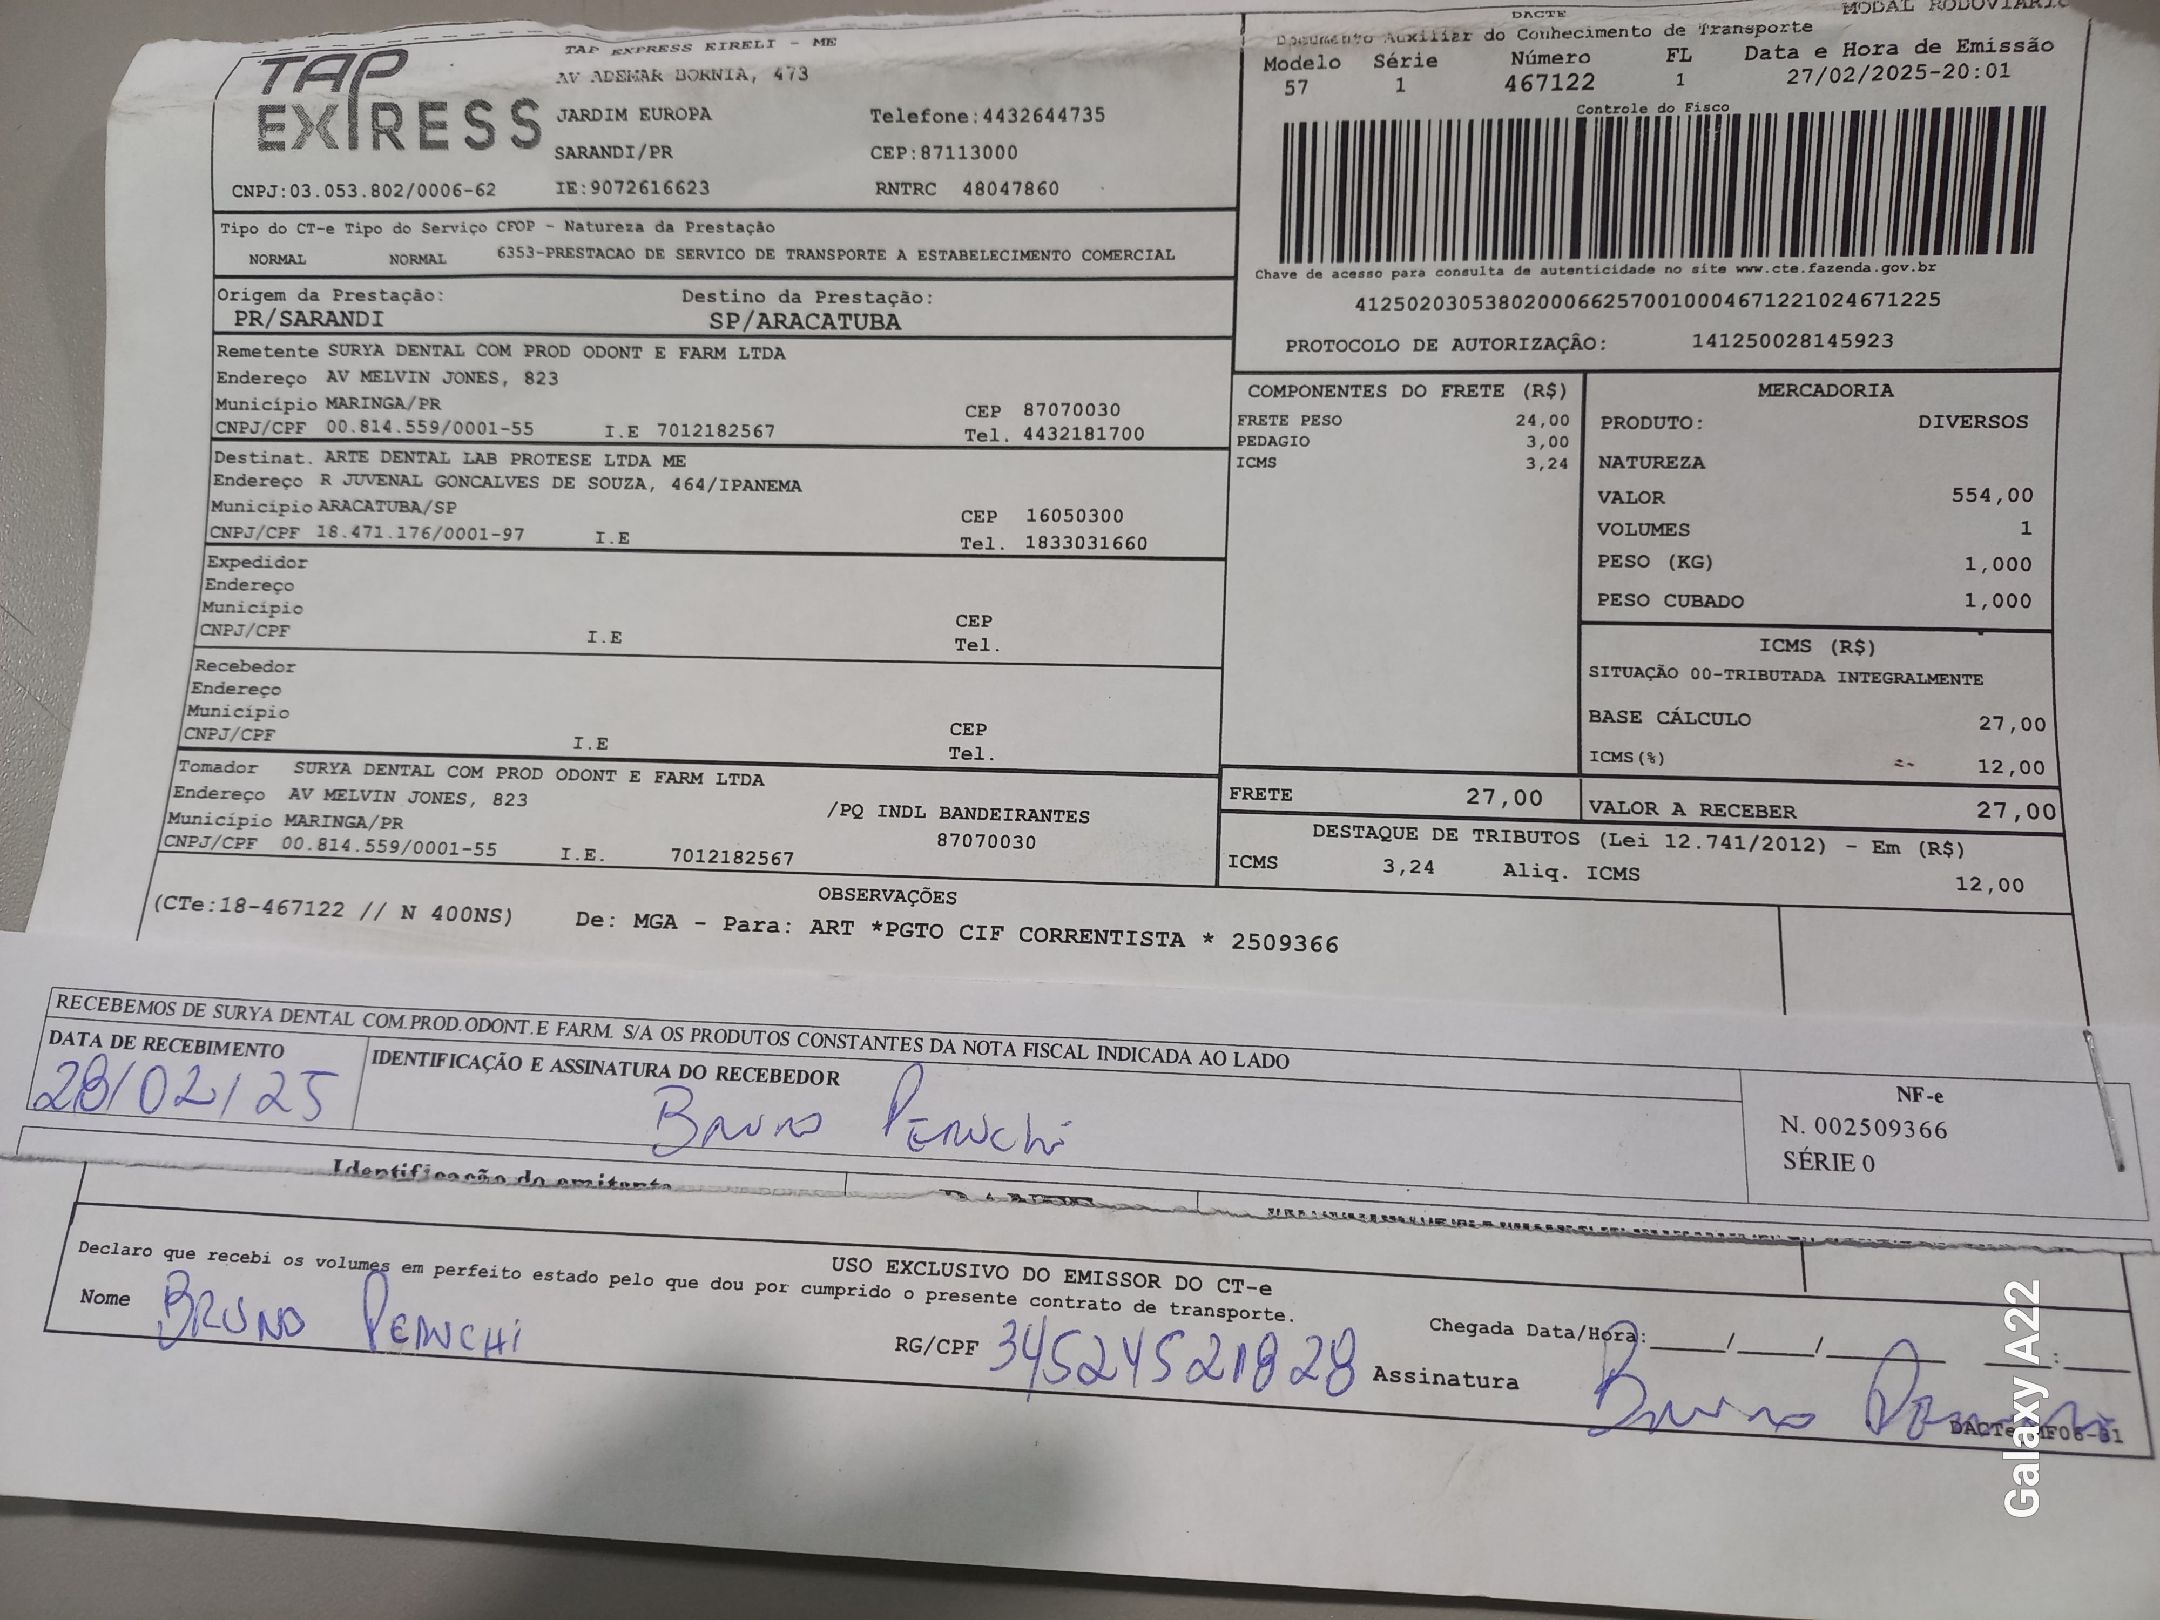 TAP EXPRESS
TAP EXPRESS EIRELI - ME
AV ADEMAR BORNIA, 473
JARDIM EUROPA Telefone:4432644735
SARANDI/PR CEP:87113000
CNPJ:03.053.802/0006-62 IE:9072616623 RNTRC 48047860
DACTE MODAL RODOVIARIO
Documento Auxiliar do Conhecimento de Transporte
Modelo Série Número FL Data e Hora de Emissão
57 1 467122 1 27/02/2025-20:01
Controle do Fisco
Chave de acesso para consulta de autenticidade no site www.cte.fazenda.gov.br
41250203053802000662570010004671221024671225
PROTOCOLO DE AUTORIZAÇÃO: 141250028145923
Tipo do CT-e Tipo do Serviço CFOP - Natureza da Prestação
NORMAL NORMAL 6353-PRESTACAO DE SERVICO DE TRANSPORTE A ESTABELECIMENTO COMERCIAL
Origem da Prestação: Destino da Prestação:
PR/SARANDI SP/ARACATUBA
Remetente SURYA DENTAL COM PROD ODONT E FARM LTDA
Endereço AV MELVIN JONES, 823
Município MARINGA/PR CEP 87070030
CNPJ/CPF 00.814.559/0001-55 I.E 7012182567 Tel. 4432181700
Destinat. ARTE DENTAL LAB PROTESE LTDA ME
Endereço R JUVENAL GONCALVES DE SOUZA, 464/IPANEMA
Município ARACATUBA/SP CEP 16050300
CNPJ/CPF 18.471.176/0001-97 I.E Tel. 1833031660
Expedidor
Endereço
Município CEP
CNPJ/CPF I.E Tel.
Recebedor
Endereço
Município CEP
CNPJ/CPF I.E Tel.
Tomador SURYA DENTAL COM PROD ODONT E FARM LTDA
Endereço AV MELVIN JONES, 823 /PQ INDL BANDEIRANTES
Município MARINGA/PR 87070030
CNPJ/CPF 00.814.559/0001-55 I.E. 7012182567
COMPONENTES DO FRETE (R$)
FRETE PESO 24,00
PEDAGIO 3,00
ICMS 3,24
MERCADORIA
PRODUTO: DIVERSOS
NATUREZA
VALOR 554,00
VOLUMES 1
PESO (KG) 1,000
PESO CUBADO 1,000
ICMS (R$)
SITUAÇÃO 00-TRIBUTADA INTEGRALMENTE
BASE CÁLCULO 27,00
ICMS(%) 12,00
FRETE 27,00 VALOR A RECEBER 27,00
DESTAQUE DE TRIBUTOS (Lei 12.741/2012) - Em (R$)
ICMS 3,24 Aliq. ICMS 12,00
OBSERVAÇÕES
(CTe:18-467122 // N 400NS) De: MGA - Para: ART *PGTO CIF CORRENTISTA * 2509366
RECEBEMOS DE SURYA DENTAL COM.PROD.ODONT.E FARM. S/A OS PRODUTOS CONSTANTES DA NOTA FISCAL INDICADA AO LADO
DATA DE RECEBIMENTO IDENTIFICAÇÃO E ASSINATURA DO RECEBEDOR
28/02/25 Bruno Peruchi
NF-e
N. 002509366
SÉRIE 0
Identificação do emitente
USO EXCLUSIVO DO EMISSOR DO CT-e
Declaro que recebi os volumes em perfeito estado pelo que dou por cumprido o presente contrato de transporte.
Nome BRUNO PERUCHI RG/CPF 34524521828 Chegada Data/Hora:____/____/______ ___:___
Assinatura Bruno
Galaxy A22